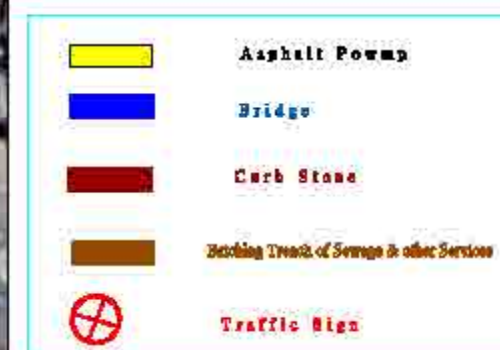 Asphalt
Bridge
Curb Stone
Trench of Sewage & other Services
Traffic Sign